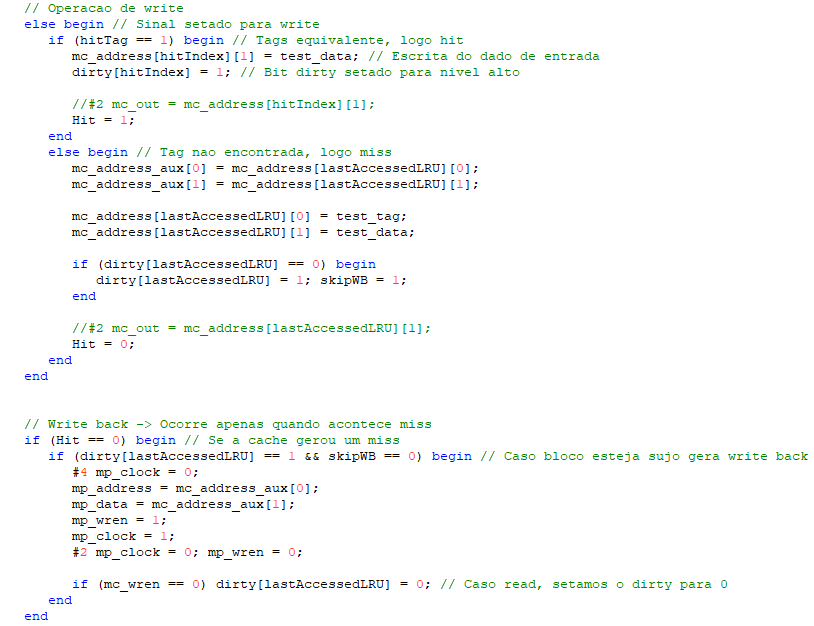 // Operacao de write
else begin // Sinal setado para write
if (hitTag == 1) begin // Tags equivalente, logo hit
mc_address[hitIndex][1] = test_data; // Escrita do dado de entrada
dirty[hitIndex] = 1; // Bit dirty setado para nivel alto
//#2 mc_out = mc_address[hitIndex][1];
Hit = 1;
end
else begin // Tag nao encontrada, logo miss
mc_address_aux[0] = mc_address[lastAccessedLRU][0];
mc_address_aux[1] = mc_address[lastAccessedLRU][1];
mc_address[lastAccessedLRU][0] = test_tag;
mc_address[lastAccessedLRU][1] = test_data;
if (dirty[lastAccessedLRU] == 0) begin
dirty[lastAccessedLRU] = 1; skipWB = 1;
end
//#2 mc_out = mc_address[lastAccessedLRU][1];
Hit = 0;
end
end
// Write back -> Ocorre apenas quando acontece miss
if (Hit == 0) begin // Se a cache gerou um miss
if (dirty[lastAccessedLRU] == 1 && skipWB == 0) begin // Caso bloco esteja sujo gera write back
#4 mp_clock = 0;
mp_address = mc_address_aux[0];
mp_data = mc_address_aux[1];
mp_wren = 1;
mp_clock = 1;
#2 mp_clock = 0; mp_wren = 0;
if (mc_wren == 0) dirty[lastAccessedLRU] = 0; // Caso read, setamos o dirty para 0
end
end